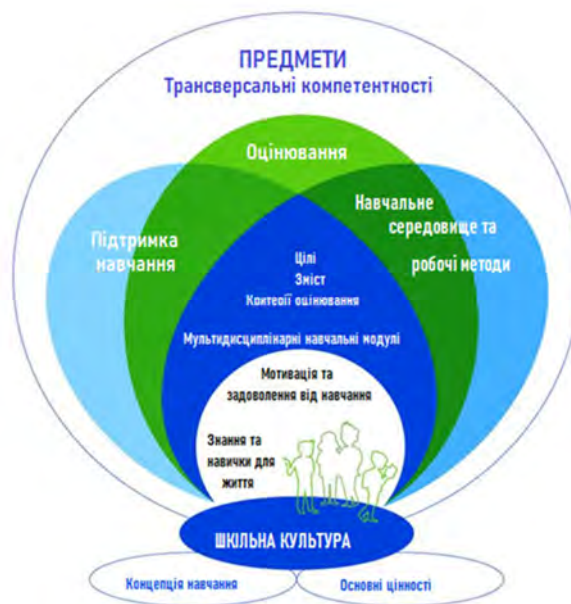 ПРЕДМЕТИ
Трансверсальні компетентності
Оцінювання
Підтримка
навчання
Навчальне
середовище та
робочі методи
Цілі
Зміст
Критерії оцінювання
Мультидисциплінарні навчальні модулі
Мотивація та
задоволення від навчання
Знання та
навички для
життя
ШКІЛЬНА КУЛЬТУРА
Концепція навчання
Основні цінності